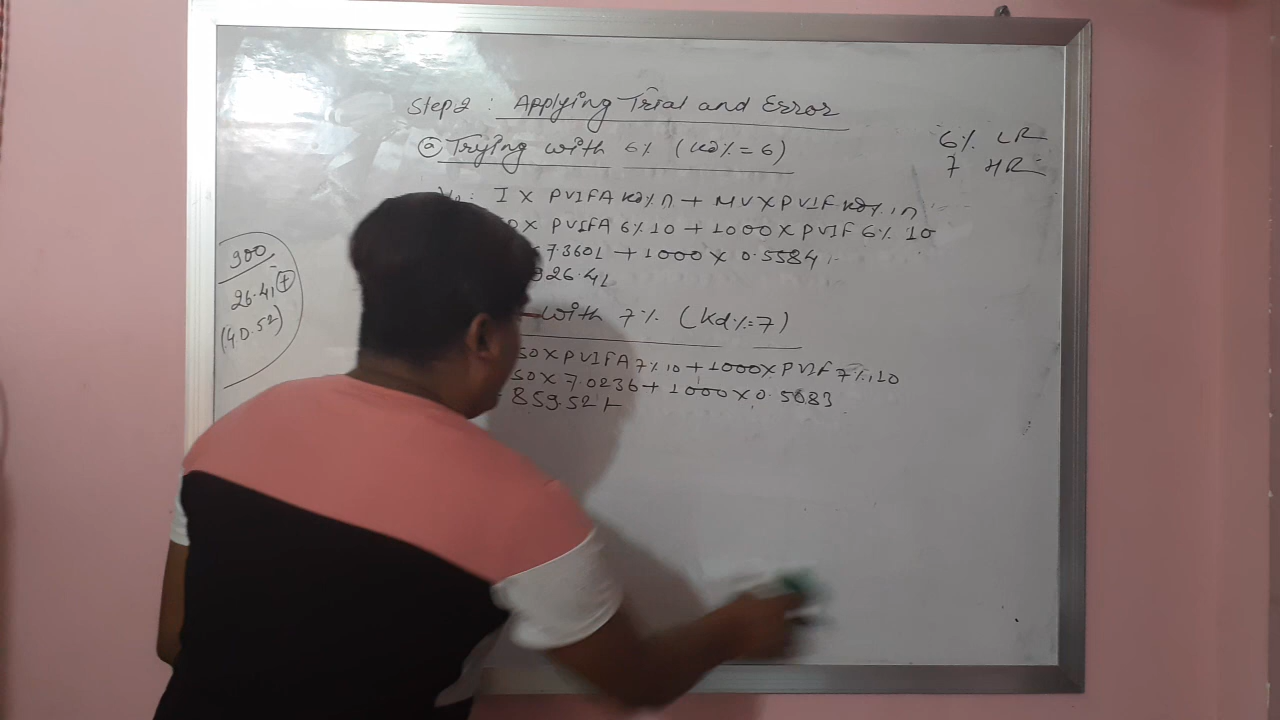 Step 2 : Applying Trial and Error
ⓐ Trying with 6% (Kd% = 6)
6% LR
7 HR
I X PVIFA Kd% n + MV X PVIF Kd%, n
0 X PVIFA 6% 10 + 1000 X PVIF 6% 10
7.3601 + 1000 X 0.5584
926.41
with 7% (Kd%=7)
50 X PVIFA 7% 10 + 1000 X PVIF 7%, 10
50 X 7.0236 + 1000 X 0.5083
859.52
900
26.41 (+)
(40.52)